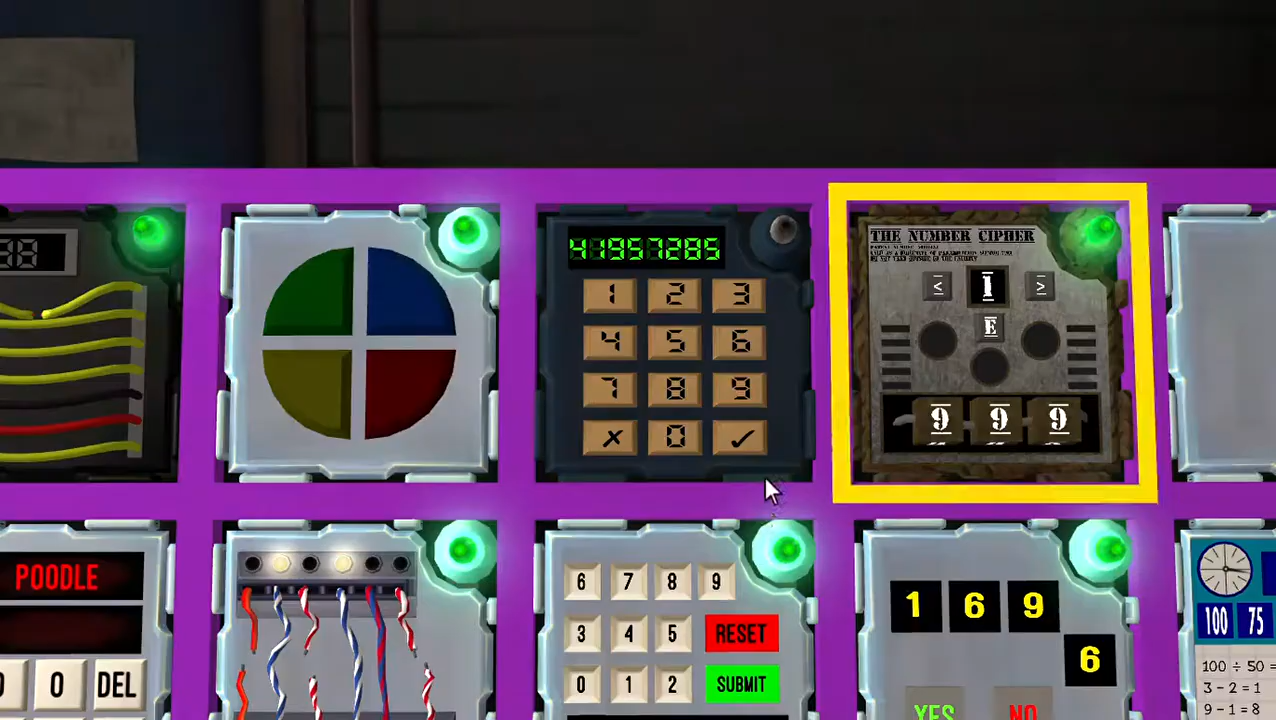 88
41957285
1 2 3
4 5 6
7 8 9
X 0 ✓
THE NUMBER CIPHER
< 1 >
E
9 9 9
POODLE
0 DEL
6 7 8 9
3 4 5 RESET
0 1 2 SUBMIT
1 6 9
6
YES NO
100 75
100 ÷ 50 =
3 - 2 = 1
9 - 1 = 8